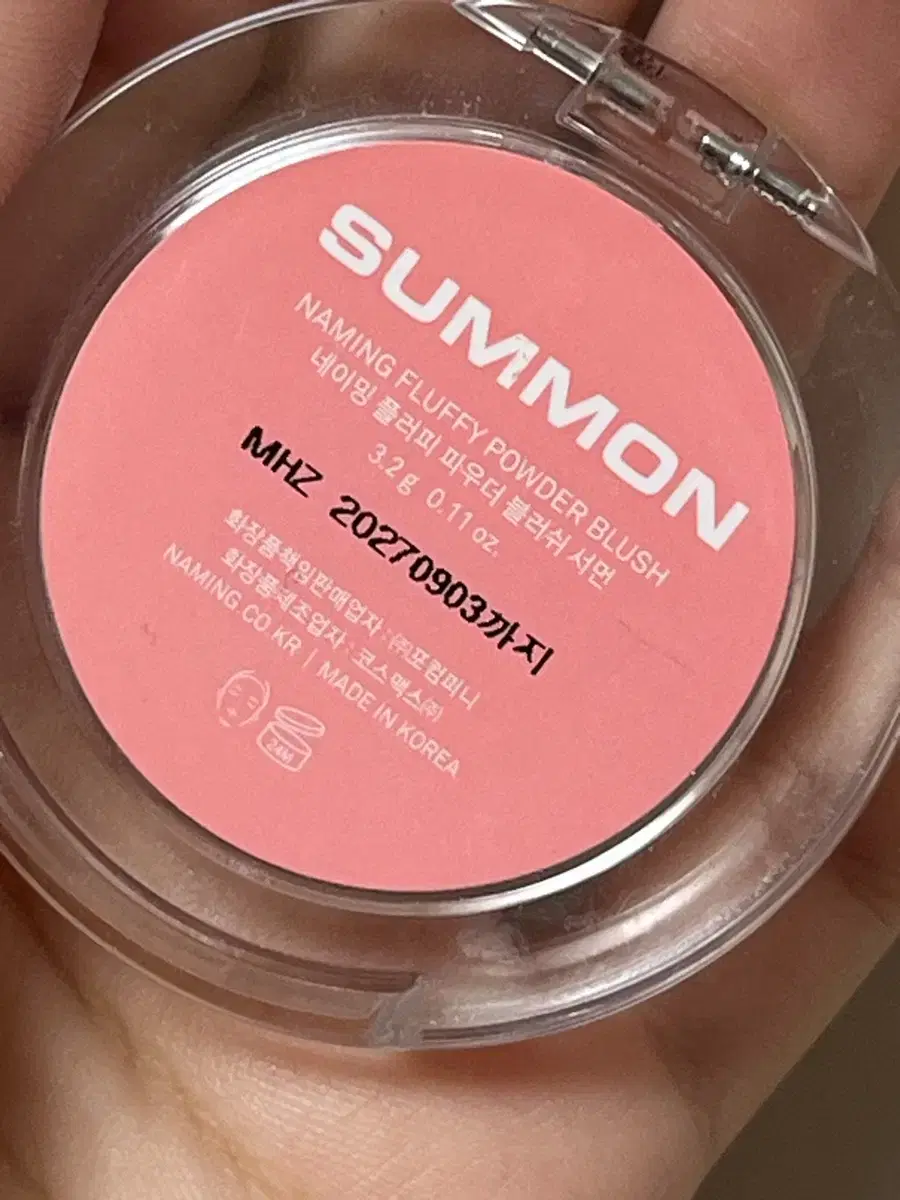 SUMMON
NAMING FLUFFY POWDER BLUSH
네이밍 플러피 파우더 블러쉬 서먼
3.2 g 0.11 oz.
MHZ 20270903까지
화장품책임판매업자 : ㈜포컴퍼니
화장품제조업자 : 코스맥스㈜
NAMING.CO.KR | MADE IN KOREA
24M